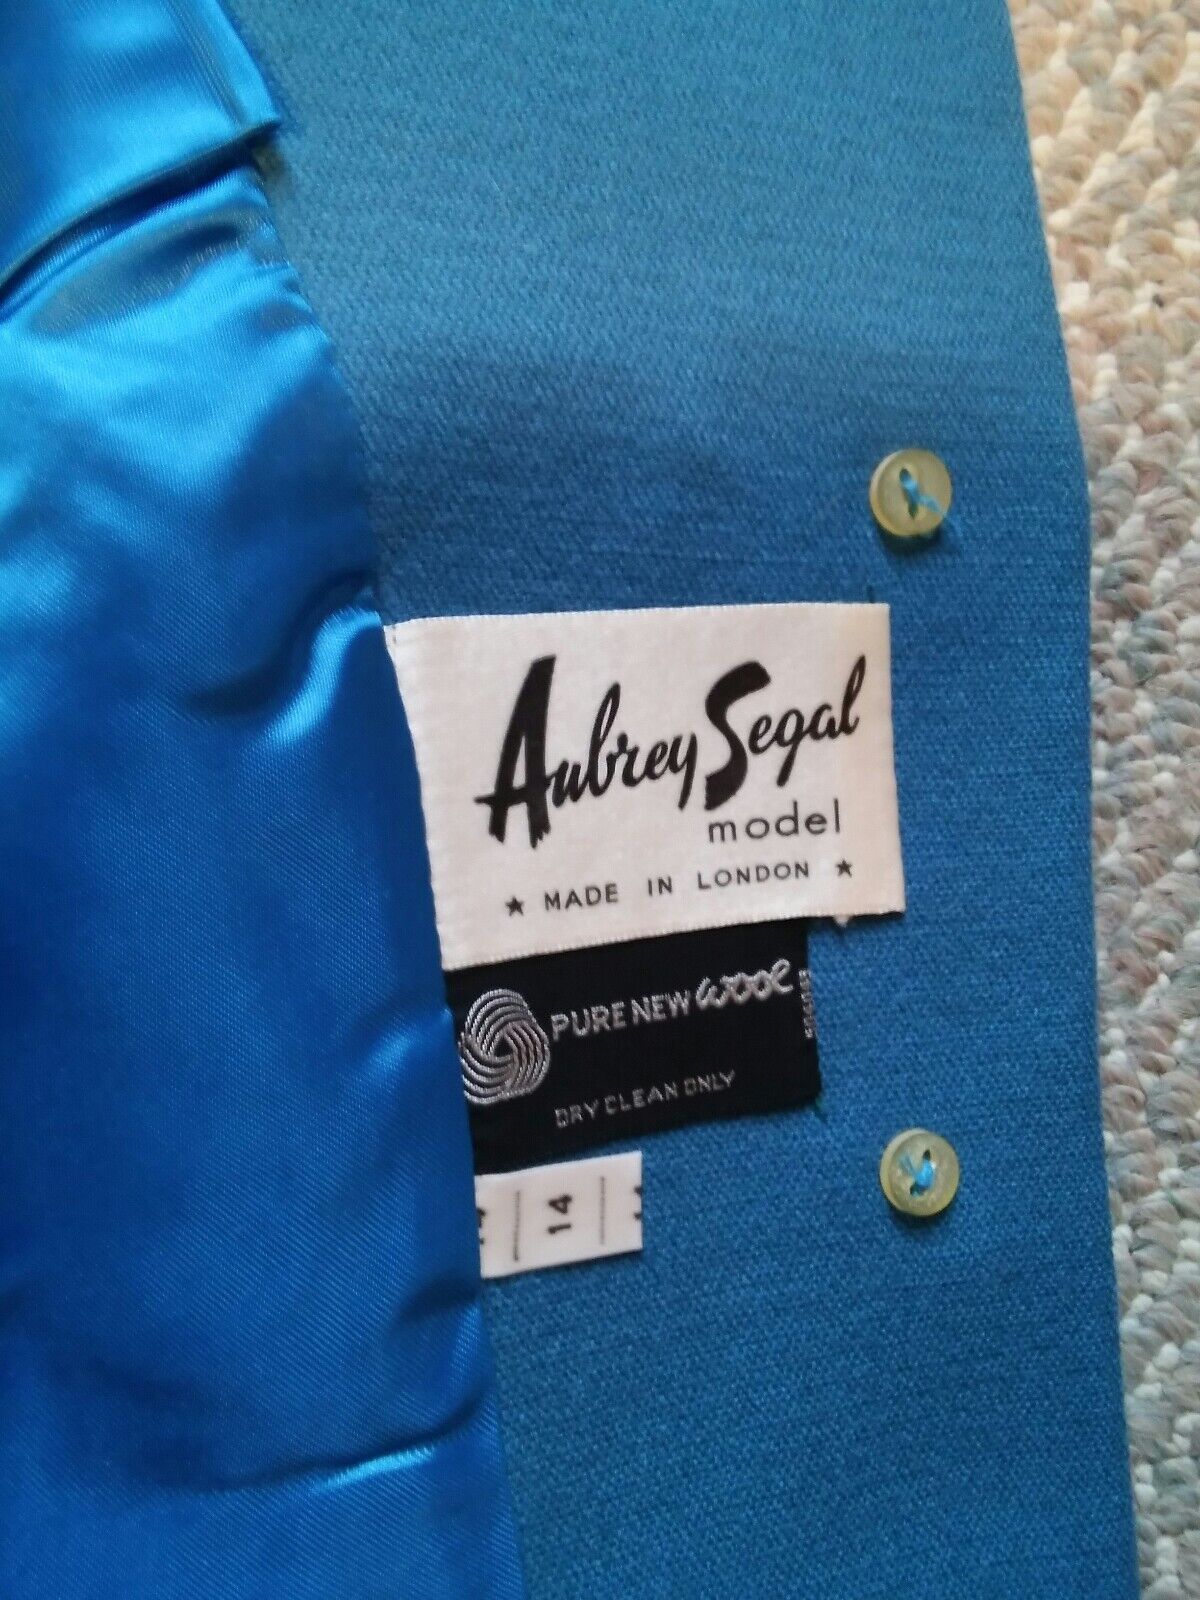 Aubrey Segal
model
★ MADE IN LONDON ★
PURE NEW WOOL
DRY CLEAN ONLY
14